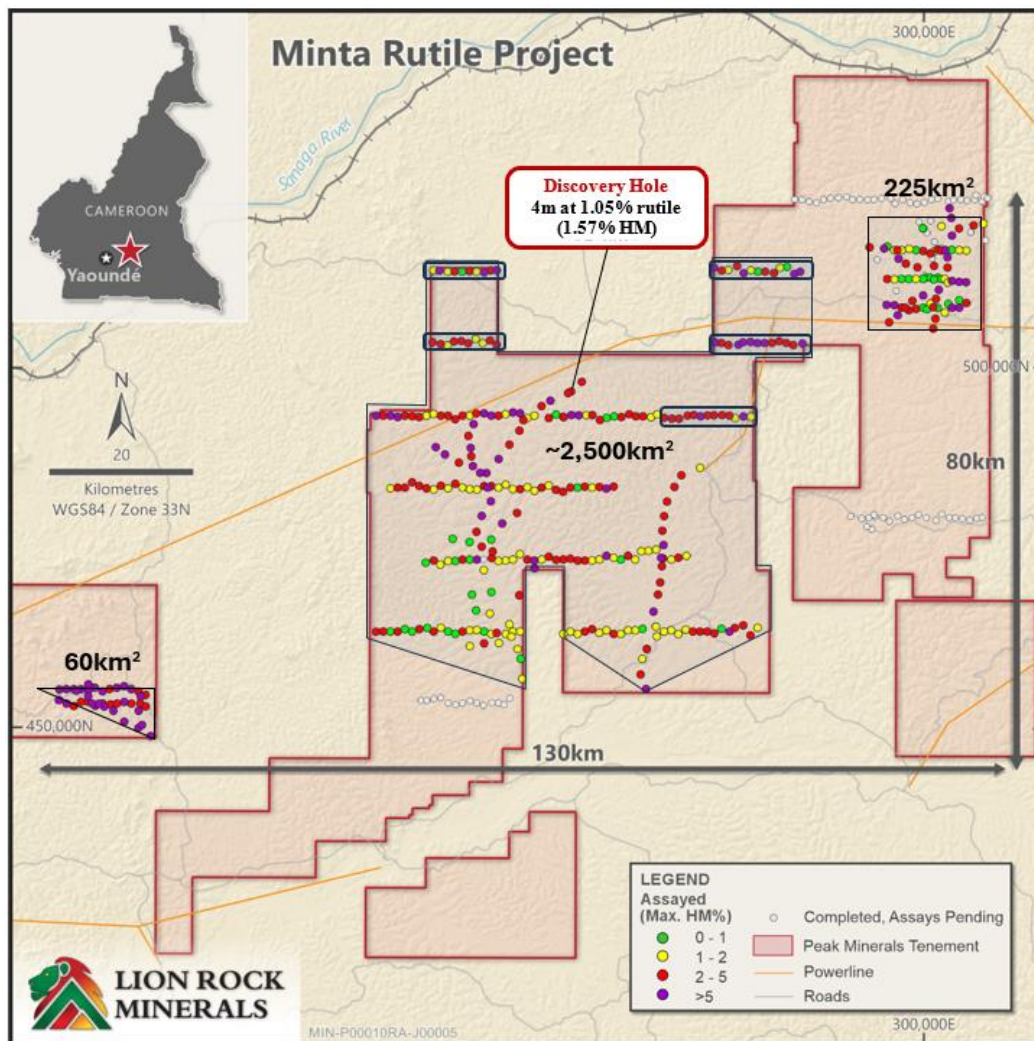 Minta Rutile Project
300,000E
CAMEROON
Yaoundé
Sanaga River
Discovery Hole
4m at 1.05% rutile
(1.57% HM)
225km²
500,000N
N
20
Kilometres
WGS84 / Zone 33N
~2,500km²
80km
60km²
450,000N
130km
LEGEND
Assayed
(Max. HM%)
0 - 1
1 - 2
2 - 5
>5
Completed, Assays Pending
Peak Minerals Tenement
Powerline
Roads
LION ROCK
MINERALS
MIN-P00010RA-J00005
300,000E